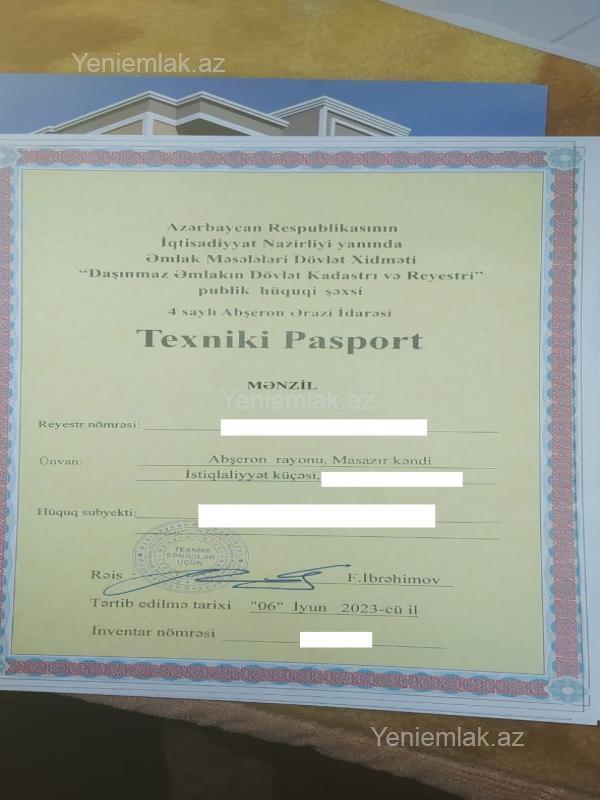 Yeniemlak.az
Azərbaycan Respublikasının
İqtisadiyyat Nazirliyi yanında
Əmlak Məsələləri Dövlət Xidməti
“Daşınmaz Əmlakın Dövlət Kadastrı və Reyestri”
publik hüquqi şəxsi
4 saylı Abşeron Ərazi İdarəsi
Texniki Pasport
MƏNZİL
Yeniemlak.az
Reyestr nömrəsi:
Ünvan: Abşeron rayonu, Masazır kəndi
İstiqlaliyyət küçəsi,
Hüquq subyekti:
TEXNIKI
SƏNƏDLƏR
ÜÇÜN
Rəis F.İbrəhimov
Tərtib edilmə tarixi "06" İyun 2023-cü il
İnventar nömrəsi
Yeniemlak.az